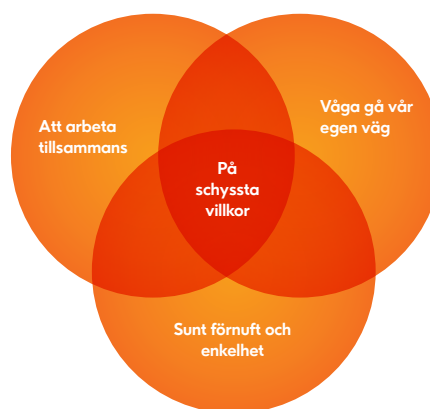 Att arbeta
tillsammans
Våga gå vår
egen väg
På
schyssta
villkor
Sunt förnuft och
enkelhet